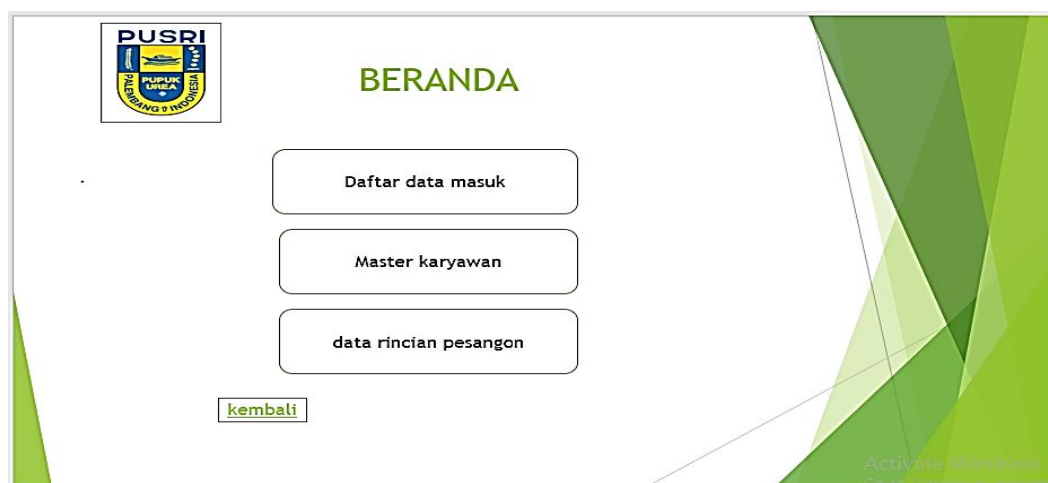 PUSRI
PUPUK
UREA
PALEMBANG INDONESIA
BERANDA
Daftar data masuk
Master karyawan
data rincian pesangon
kembali
Activate Windows